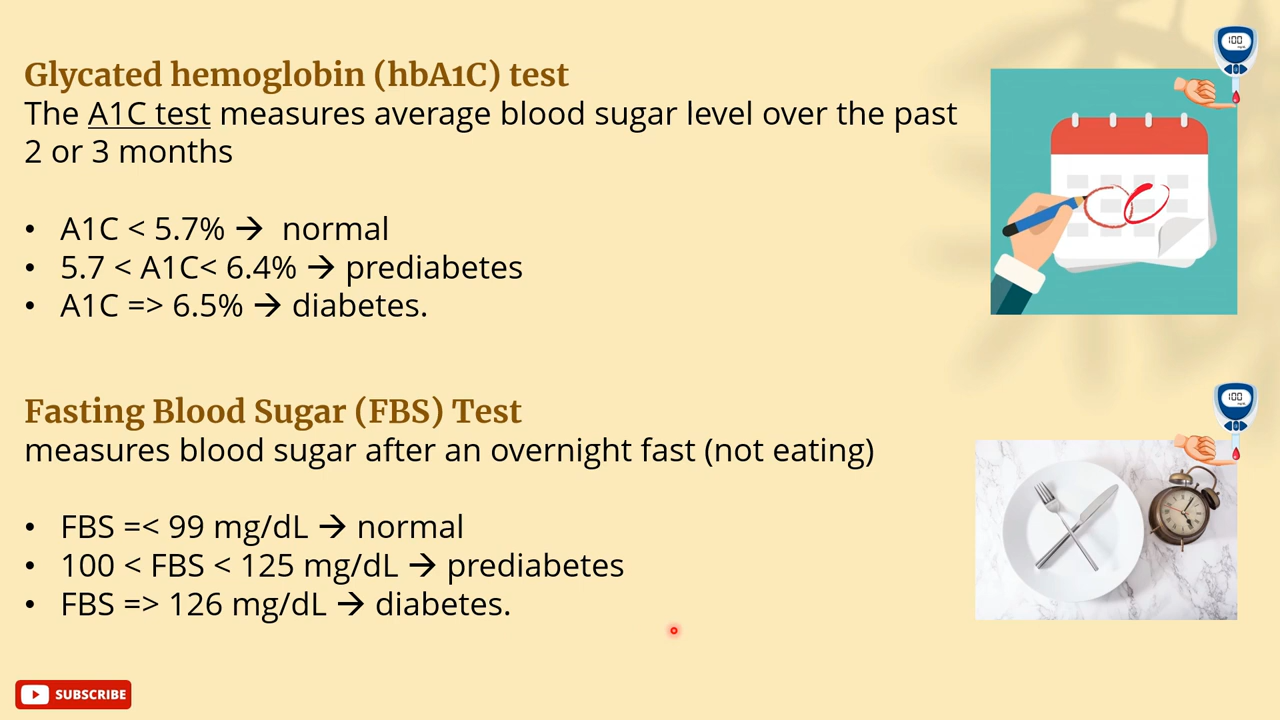 Glycated hemoglobin (hbA1C) test
The A1C test measures average blood sugar level over the past
2 or 3 months
• A1C < 5.7% → normal
• 5.7 < A1C< 6.4% → prediabetes
• A1C => 6.5% → diabetes.
Fasting Blood Sugar (FBS) Test
measures blood sugar after an overnight fast (not eating)
• FBS =< 99 mg/dL → normal
• 100 < FBS < 125 mg/dL → prediabetes
• FBS => 126 mg/dL → diabetes.
100
100
SUBSCRIBE